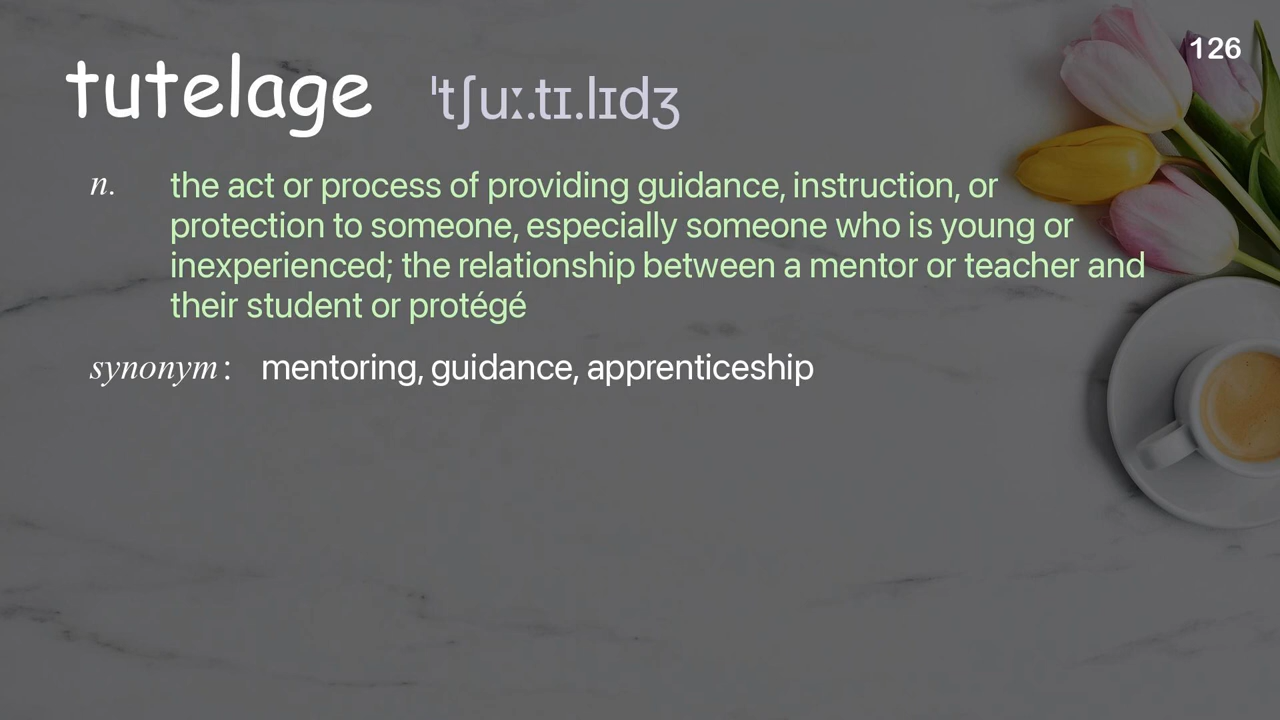 126
tutelage ˈtʃuː.tɪ.lɪdʒ
n. the act or process of providing guidance, instruction, or
protection to someone, especially someone who is young or
inexperienced; the relationship between a mentor or teacher and
their student or protégé
synonym: mentoring, guidance, apprenticeship